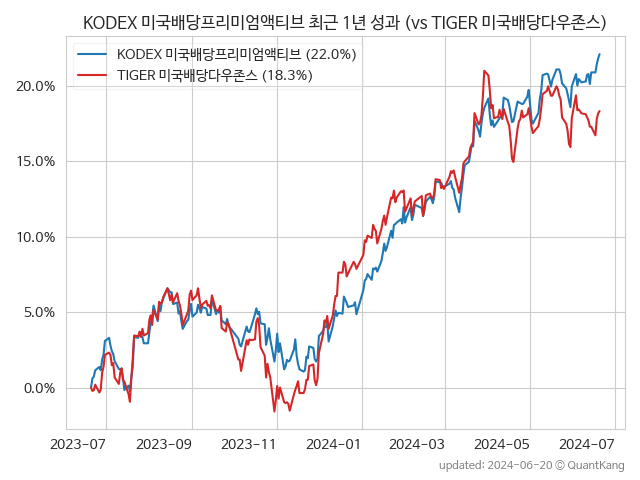 KODEX 미국배당프리미엄액티브 최근 1년 성과 (vs TIGER 미국배당다우존스)
KODEX 미국배당프리미엄액티브 (22.0%)
TIGER 미국배당다우존스 (18.3%)
20.0%
15.0%
10.0%
5.0%
0.0%
2023-07 2023-09 2023-11 2024-01 2024-03 2024-05 2024-07
updated: 2024-06-20 © QuantKang